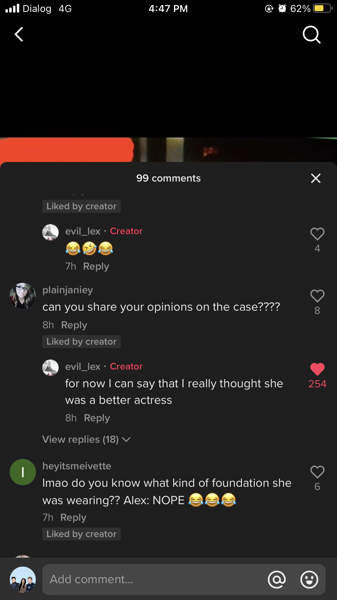 Dialog 4G 4:47 PM 62%
99 comments
Liked by creator
evil_lex · Creator
😂🤣😂
7h Reply
4
plainjaniey
can you share your opinions on the case????
8h Reply
8
Liked by creator
evil_lex · Creator
for now I can say that I really thought she
was a better actress
8h Reply
254
View replies (18)
I
heyitsmeivette
lmao do you know what kind of foundation she
was wearing?? Alex: NOPE 😂😂😂
7h Reply
6
Liked by creator
Add comment...
@